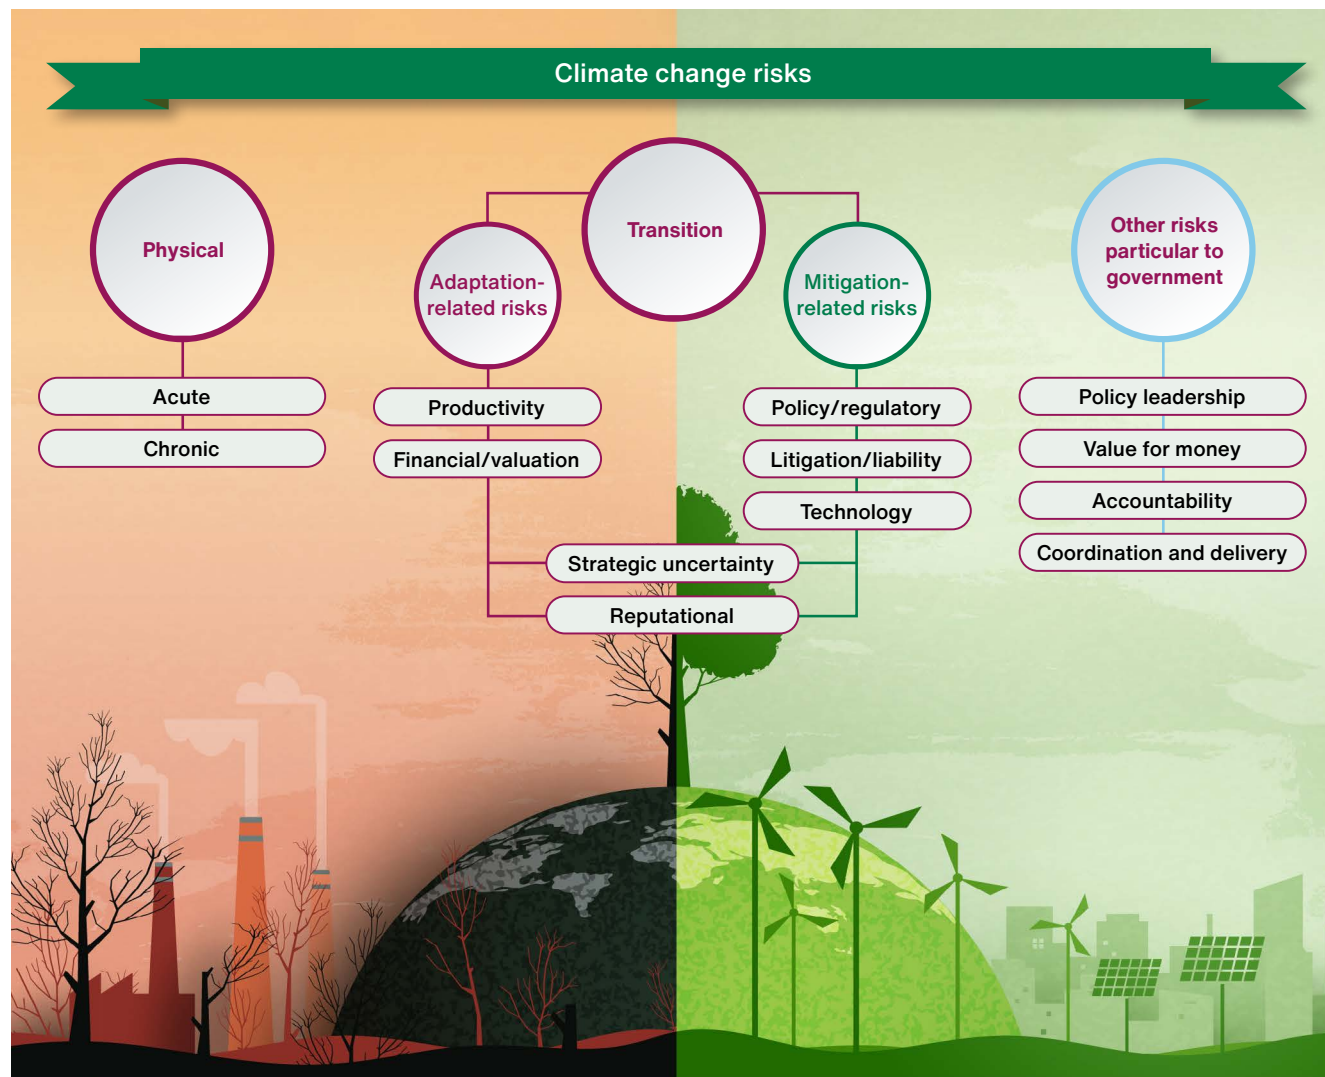 Climate change risks
Physical
Acute
Chronic
Transition
Adaptation-
related risks
Productivity
Financial/valuation
Mitigation-
related risks
Policy/regulatory
Litigation/liability
Technology
Strategic uncertainty
Reputational
Other risks
particular to
government
Policy leadership
Value for money
Accountability
Coordination and delivery